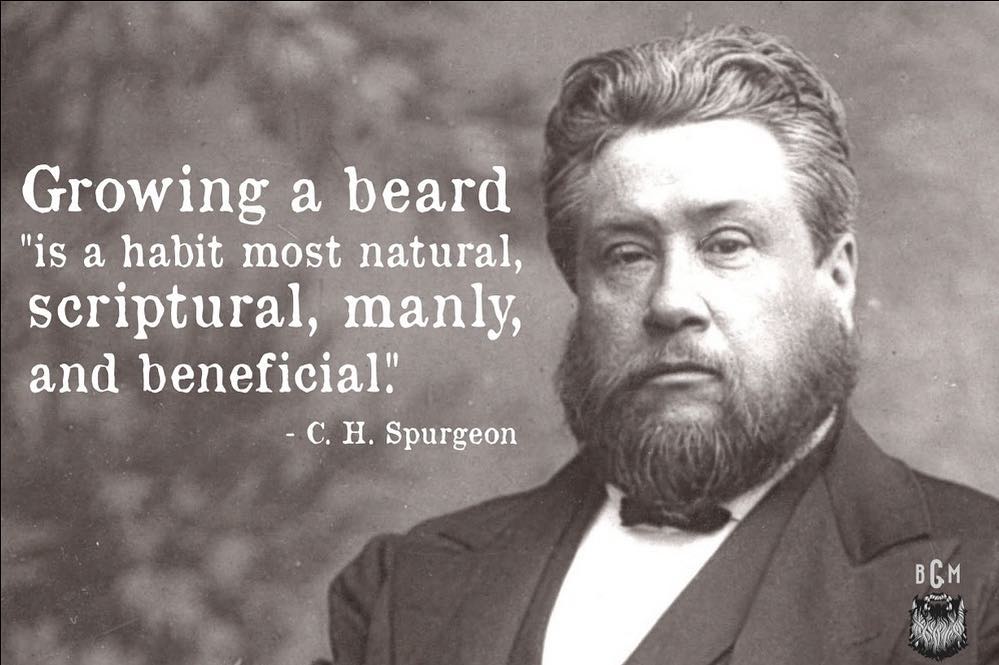 Growing a beard
"is a habit most natural,
scriptural, manly,
and beneficial."
- C. H. Spurgeon
BGM